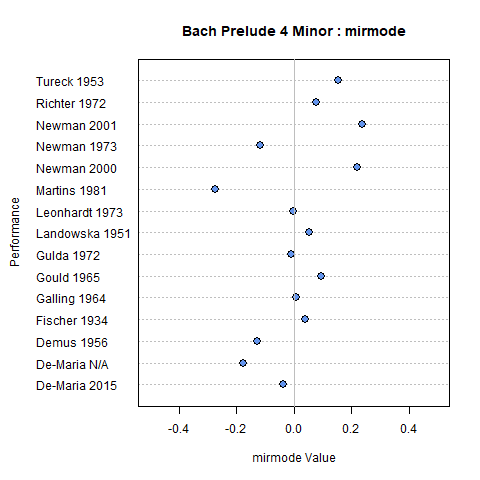 Bach Prelude 4 Minor : mirmode
Tureck 1953
Richter 1972
Newman 2001
Newman 1973
Newman 2000
Martins 1981
Leonhardt 1973
Landowska 1951
Gulda 1972
Gould 1965
Galling 1964
Fischer 1934
Demus 1956
De-Maria N/A
De-Maria 2015
Performance
-0.4 -0.2 0.0 0.2 0.4
mirmode Value